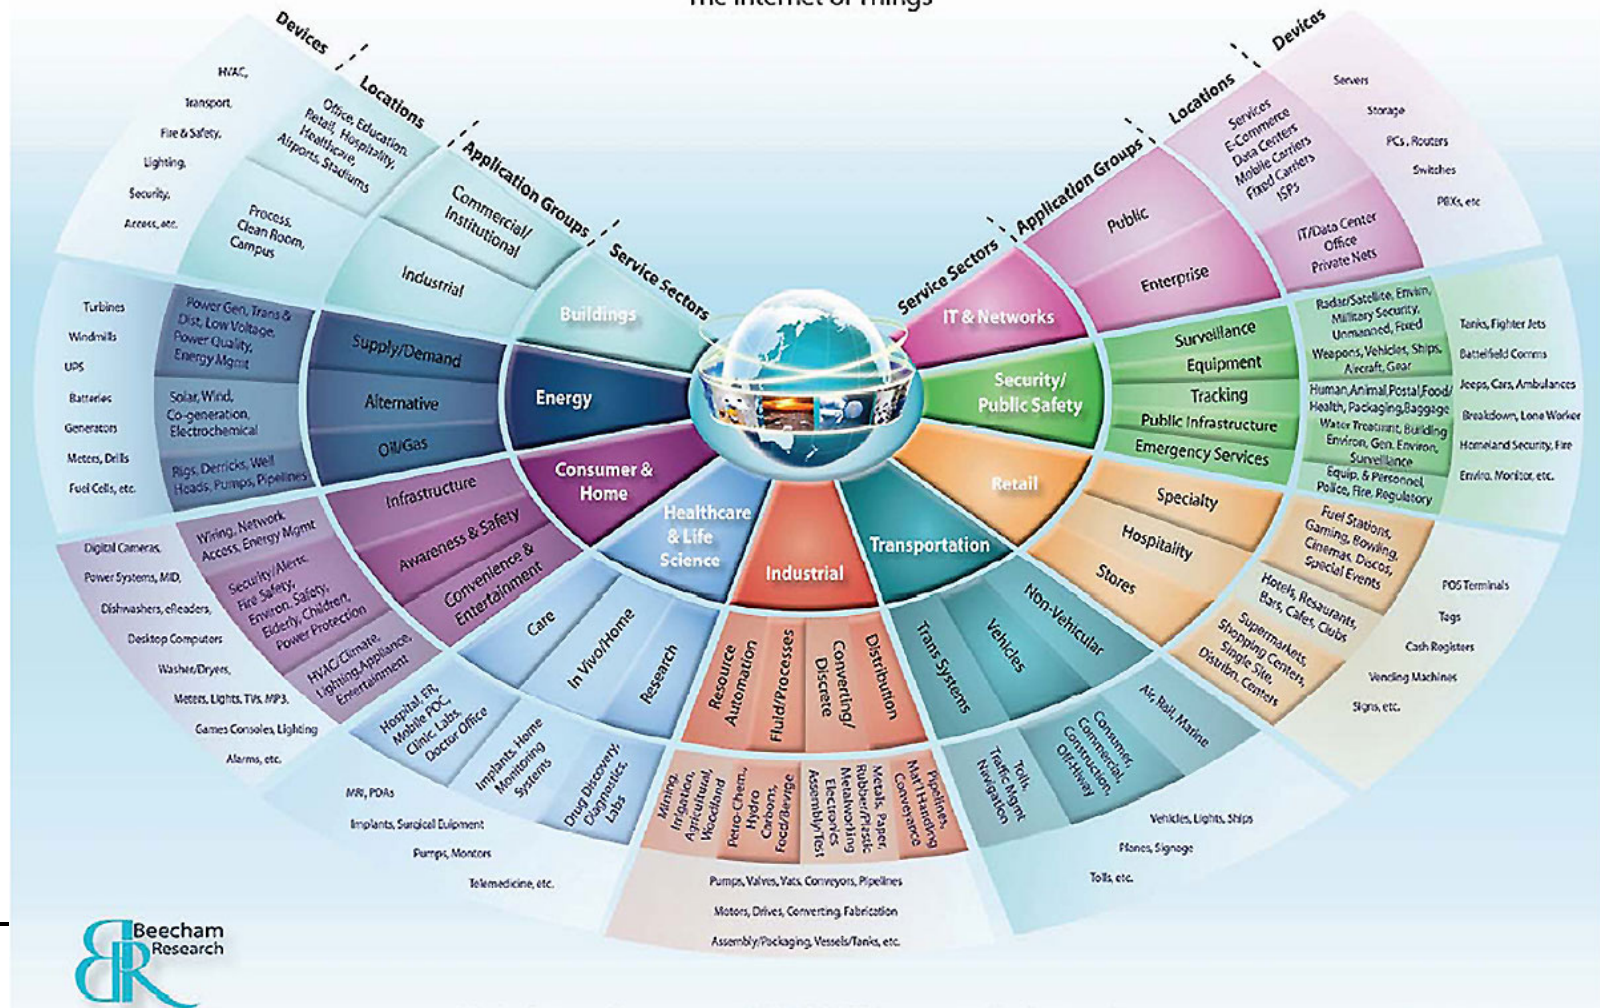 The Internet of Things
Devices
Locations
Application Groups
Service Sectors
Service Sectors
Application Groups
Locations
Devices
HVAC,
Transport,
Fire & Safety,
Lighting,
Security,
Access, etc.
Office, Education,
Retail, Hospitality,
Healthcare,
Airports, Stadiums
Process,
Clean Room,
Campus
Commercial/
Institutional
Industrial
Buildings
Turbines
Windmills
UPS
Batteries
Generators
Meters, Drills
Fuel Cells, etc.
Power Gen, Trans &
Dist, Low Voltage,
Power Quality,
Energy Mgmt
Solar, Wind,
Co-generation,
Electrochemical
Rigs, Derricks, Well
Heads, Pumps, Pipelines
Supply/Demand
Alternative
Oil/Gas
Energy
Digital Cameras,
Power Systems, MID,
Dishwashers, eReaders,
Desktop Computers
Washer/Dryers,
Meters, Lights, TVs, MP3,
Games Consoles, Lighting
Alarms, etc.
Wiring, Network
Access, Energy Mgmt
Security/Alerts
Fire Safety,
Environ. Safety,
Elderly, Children,
Power Protection
HVAC/Climate,
Lighting, Appliance,
Entertainment
Infrastructure
Awareness & Safety
Convenience &
Entertainment
Consumer &
Home
MRI, PDAs
Implants, Surgical Euipment
Pumps, Monitors
Telemedicine, etc.
Hospital, ER,
Mobile POC,
Clinic, Labs,
Doctor Office
Implants, Home
Monitoring
Systems
Drug Discovery,
Diagnostics,
Labs
Care
In Vivo/Home
Research
Healthcare
& Life
Science
Industrial
Resource
Automation
Fluid/Processes
Converting/
Discrete
Distribution
Mining,
Irrigation,
Agricultural,
Woodland
Petro-Chem.,
Hydro
Carbons,
Food/Bevrge
Metals, Paper,
Rubber/Plastic
Metalworking
Electronics
Assembly/Test
Pipelines,
Mat'l Handing
Conveyance
Pumps, Valves, Vats, Conveyors, Pipelines
Motors, Drives, Converting, Fabrication
Assembly/Packaging, Vessels/Tanks, etc.
Transportation
Trans Systems
Vehicles
Non-Vehicular
Tolls,
Traffic Mgmt
Navigation
Consumer,
Commercial,
Construction,
Off-Hiway
Air, Rail, Marine
Vehicles, Lights, Ships
Planes, Signage
Tolls, etc.
Retail
Specialty
Hospitality
Stores
Fuel Stations,
Gaming, Bowling,
Cinemas, Discos,
Special Events
Hotels, Resaurants,
Bars, Cafes, Clubs
Supermarkets,
Shopping Centers,
Single Site,
Distribn. Centers
POS Terminals
Tags
Cash Registers
Vending Machines
Signs, etc.
Security/
Public Safety
Surveillance
Equipment
Tracking
Public Infrastructure
Emergency Services
Radar/Satellite, Environ,
Military Security,
Unmanned, Fixed
Weapons, Vehicles, Ships,
Aircraft, Gear
Human, Animal, Postal, Food/
Health, Packaging, Baggage
Water Treatmnt, Building
Environ, Gen. Environ,
Surveillance
Equip, & Personnel,
Police, Fire, Regulatory
Tanks, Fighter Jets
Battelfield Comms
Jeeps, Cars, Ambulances
Breakdown, Lone Worker
Homeland Security, Fire
Enviro, Monitor, etc.
IT & Networks
Public
Enterprise
Services
E-Commerce
Data Centers
Mobile Carriers
Fixed Carriers
ISPs
IT/Data Center
Office
Private Nets
Servers
Storage
PCs, Routers
Switches
PBXs, etc
Beecham
Research
BR